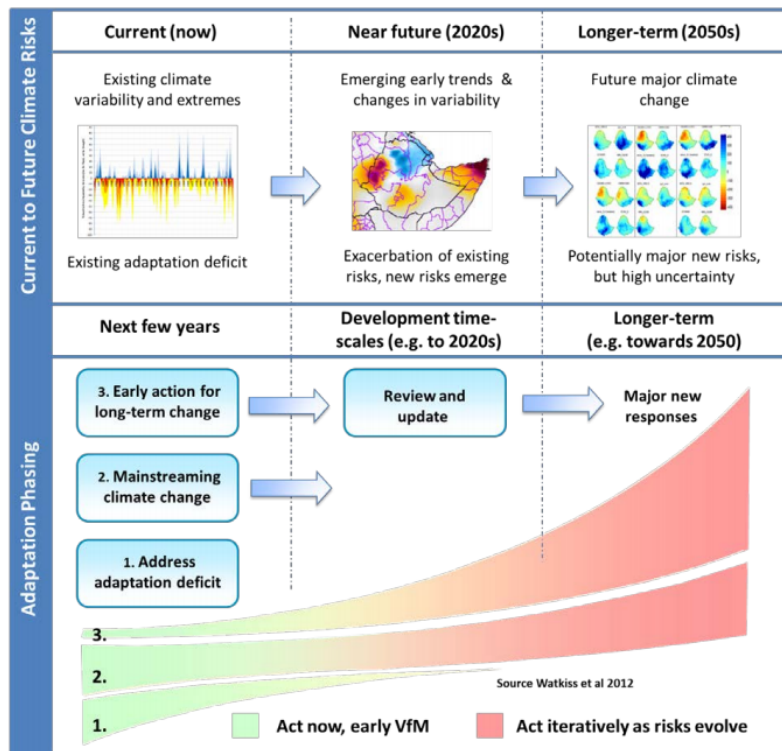 Current to Future Climate Risks
Current (now)
Near future (2020s)
Longer-term (2050s)
Existing climate
variability and extremes
Emerging early trends &
changes in variability
Future major climate
change
Existing adaptation deficit
Exacerbation of existing
risks, new risks emerge
Potentially major new risks,
but high uncertainty
Adaptation Phasing
Next few years
Development time-
scales (e.g. to 2020s)
Longer-term
(e.g. towards 2050)
3. Early action for
long-term change
Review and
update
Major new
responses
2. Mainstreaming
climate change
1. Address
adaptation deficit
3.
2.
1.
Source Watkiss et al 2012
Act now, early VfM
Act iteratively as risks evolve